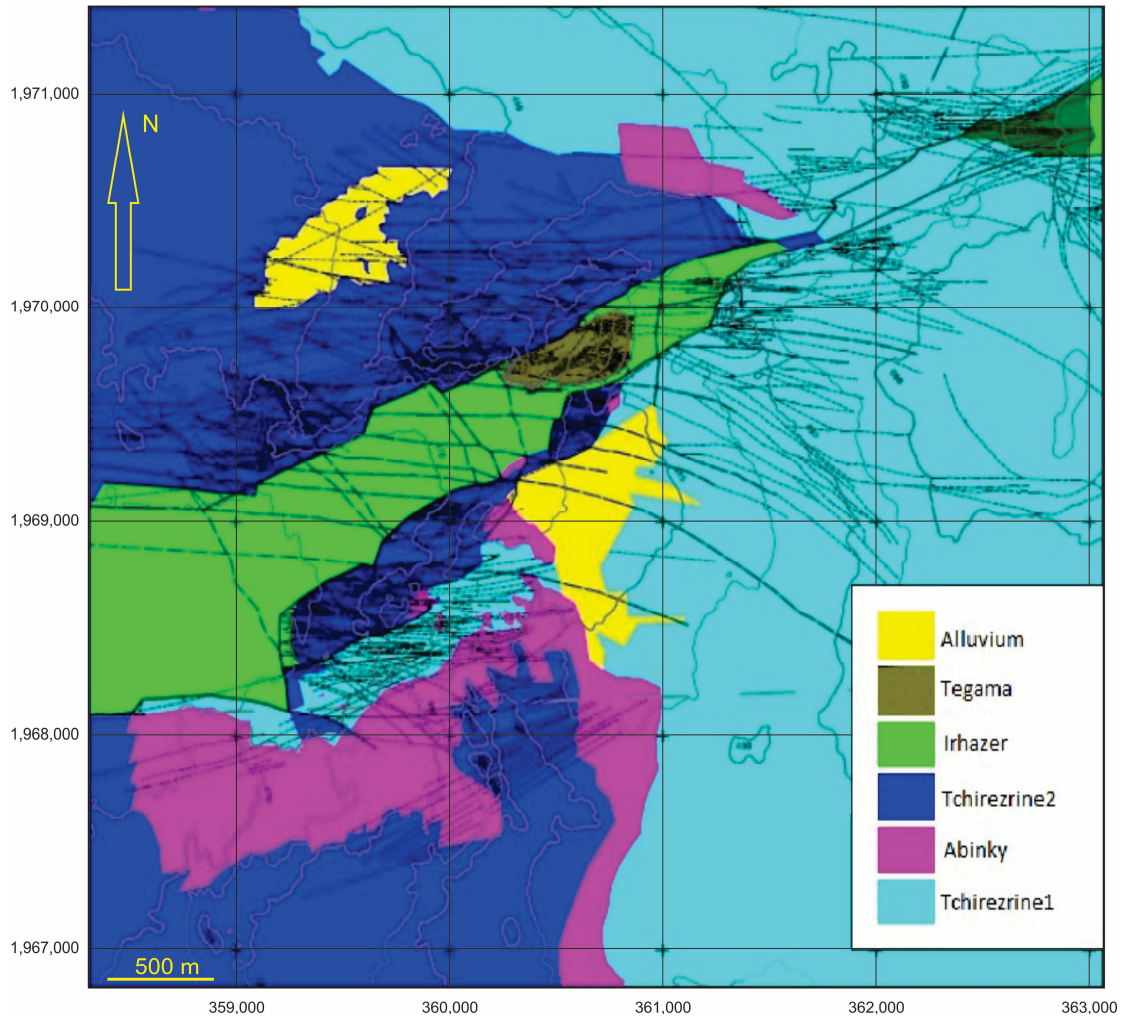 1,971,000
N
1,970,000
1,969,000
1,968,000
1,967,000
500 m
Alluvium
Tegama
Irhazer
Tchirezrine2
Abinky
Tchirezrine1
359,000
360,000
361,000
362,000
363,000